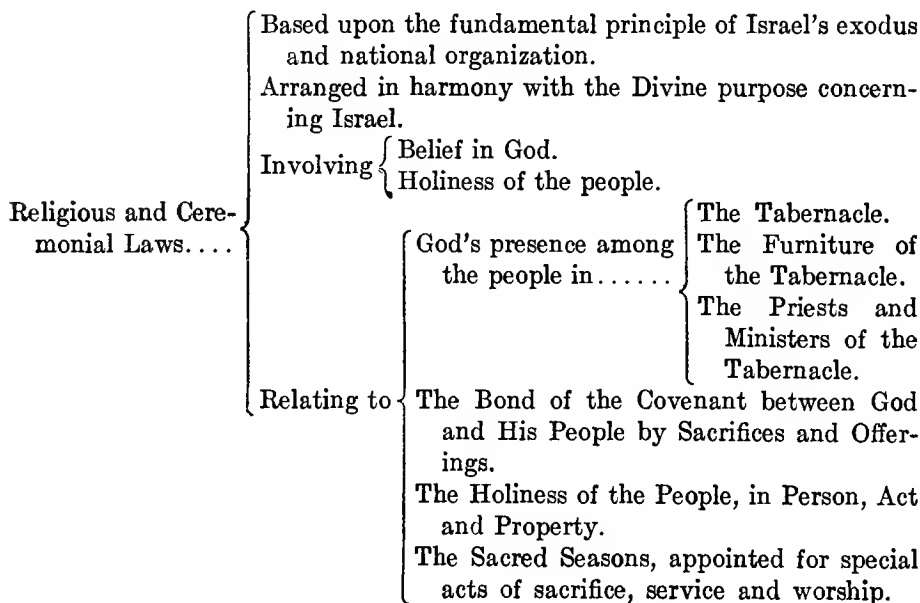 Based upon the fundamental principle of Israel's exodus
and national organization.
Arranged in harmony with the Divine purpose concern-
ing Israel.
Involving
Belief in God.
Holiness of the people.
Religious and Cere-
monial Laws....
Relating to
God's presence among
the people in......
The Tabernacle.
The Furniture of
the Tabernacle.
The Priests and
Ministers of the
Tabernacle.
The Bond of the Covenant between God
and His People by Sacrifices and Offer-
ings.
The Holiness of the People, in Person, Act
and Property.
The Sacred Seasons, appointed for special
acts of sacrifice, service and worship.